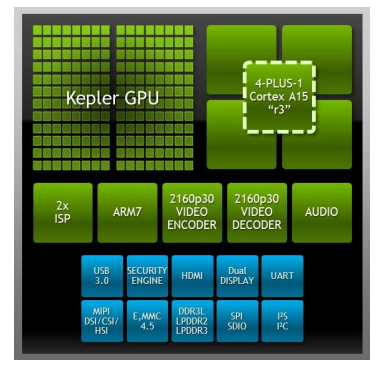 Kepler GPU
4-PLUS-1
Cortex A15
“r3”
2x
ISP
ARM7
2160p30
VIDEO
ENCODER
2160p30
VIDEO
DECODER
AUDIO
USB
3.0
SECURITY
ENGINE
HDMI
Dual
DISPLAY
UART
MIPI
DSI/CSI/
HSI
E,MMC
4.5
DDR3L
LPDDR2
LPDDR3
SPI
SDIO
I²S
I²C